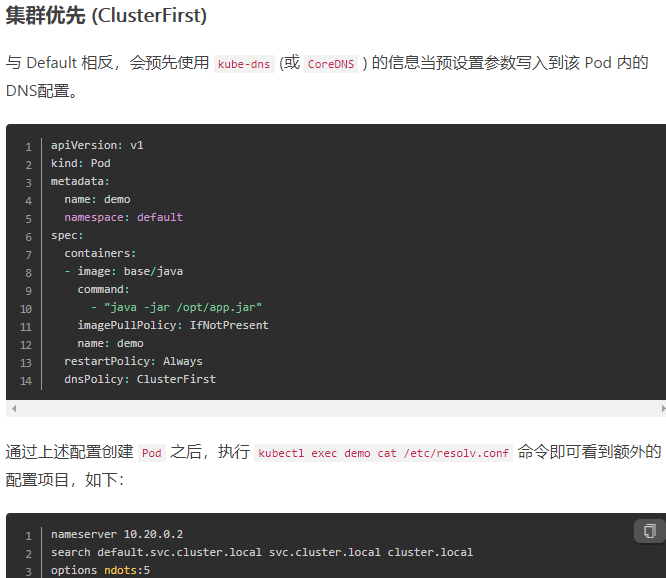 集群优先 (ClusterFirst)
与 Default 相反，会预先使用 kube-dns (或 CoreDNS ) 的信息当预设置参数写入到该 Pod 内的
DNS配置。
1 apiVersion: v1
2 kind: Pod
3 metadata:
4   name: demo
5   namespace: default
6 spec:
7   containers:
8   - image: base/java
9     command:
10       - "java -jar /opt/app.jar"
11     imagePullPolicy: IfNotPresent
12     name: demo
13   restartPolicy: Always
14   dnsPolicy: ClusterFirst
通过上述配置创建 Pod 之后，执行 kubectl exec demo cat /etc/resolv.conf 命令即可看到额外的
配置项目，如下：
1 nameserver 10.20.0.2
2 search default.svc.cluster.local svc.cluster.local cluster.local
3 options ndots:5